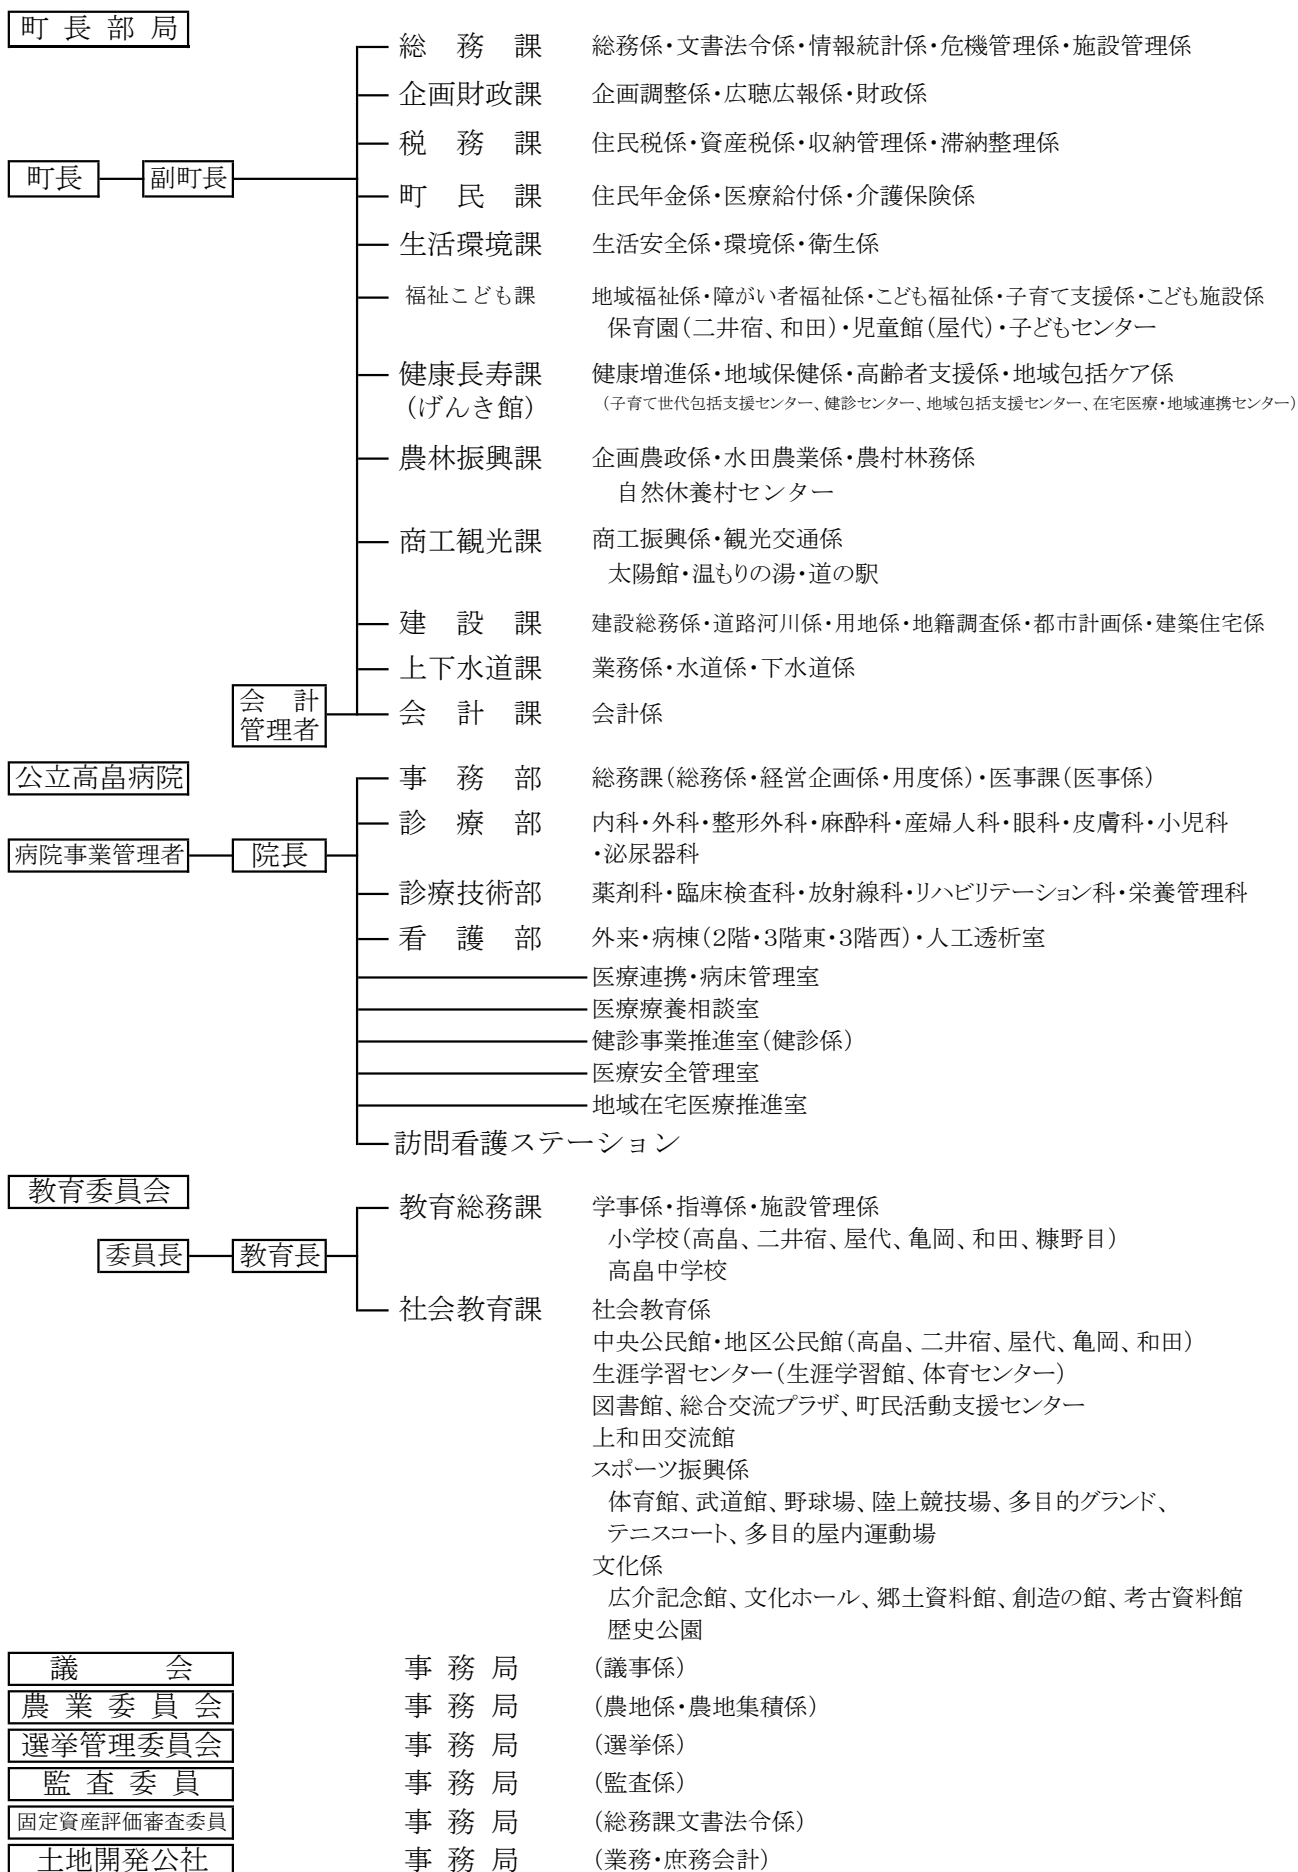 町 長 部 局
総 務 課 総務係・文書法令係・情報統計係・危機管理係・施設管理係
企画財政課 企画調整係・広聴広報係・財政係
税 務 課 住民税係・資産税係・収納管理係・滞納整理係
町長 副町長
町 民 課 住民年金係・医療給付係・介護保険係
生活環境課 生活安全係・環境係・衛生係
福祉こども課 地域福祉係・障がい者福祉係・こども福祉係・子育て支援係・こども施設係
保育園(二井宿、和田)・児童館(屋代)・子どもセンター
健康長寿課 健康増進係・地域保健係・高齢者支援係・地域包括ケア係
(げんき館) (子育て世代包括支援センター、健診センター、地域包括支援センター、在宅医療・地域連携センター)
農林振興課 企画農政係・水田農業係・農村林務係
自然休養村センター
商工観光課 商工振興係・観光交通係
太陽館・温もりの湯・道の駅
建 設 課 建設総務係・道路河川係・用地係・地籍調査係・都市計画係・建築住宅係
上下水道課 業務係・水道係・下水道係
会 計
管理者
会 計 課 会計係
公立高畠病院
事 務 部 総務課(総務係・経営企画係・用度係)・医事課(医事係)
診 療 部 内科・外科・整形外科・麻酔科・産婦人科・眼科・皮膚科・小児科
・泌尿器科
病院事業管理者 院長
診療技術部 薬剤科・臨床検査科・放射線科・リハビリテーション科・栄養管理科
看 護 部 外来・病棟(2階・3階東・3階西)・人工透析室
医療連携・病床管理室
医療療養相談室
健診事業推進室(健診係)
医療安全管理室
地域在宅医療推進室
訪問看護ステーション
教育委員会
教育総務課 学事係・指導係・施設管理係
小学校(高畠、二井宿、屋代、亀岡、和田、糠野目)
委員長 教育長
高畠中学校
社会教育課 社会教育係
中央公民館・地区公民館(高畠、二井宿、屋代、亀岡、和田)
生涯学習センター(生涯学習館、体育センター)
図書館、総合交流プラザ、町民活動支援センター
上和田交流館
スポーツ振興係
体育館、武道館、野球場、陸上競技場、多目的グランド、
テニスコート、多目的屋内運動場
文化係
広介記念館、文化ホール、郷土資料館、創造の館、考古資料館
歴史公園
議 会 事 務 局 (議事係)
農 業 委 員 会 事 務 局 (農地係・農地集積係)
選挙管理委員会 事 務 局 (選挙係)
監 査 委 員 事 務 局 (監査係)
固定資産評価審査委員 事 務 局 (総務課文書法令係)
土地開発公社 事 務 局 (業務・庶務会計)